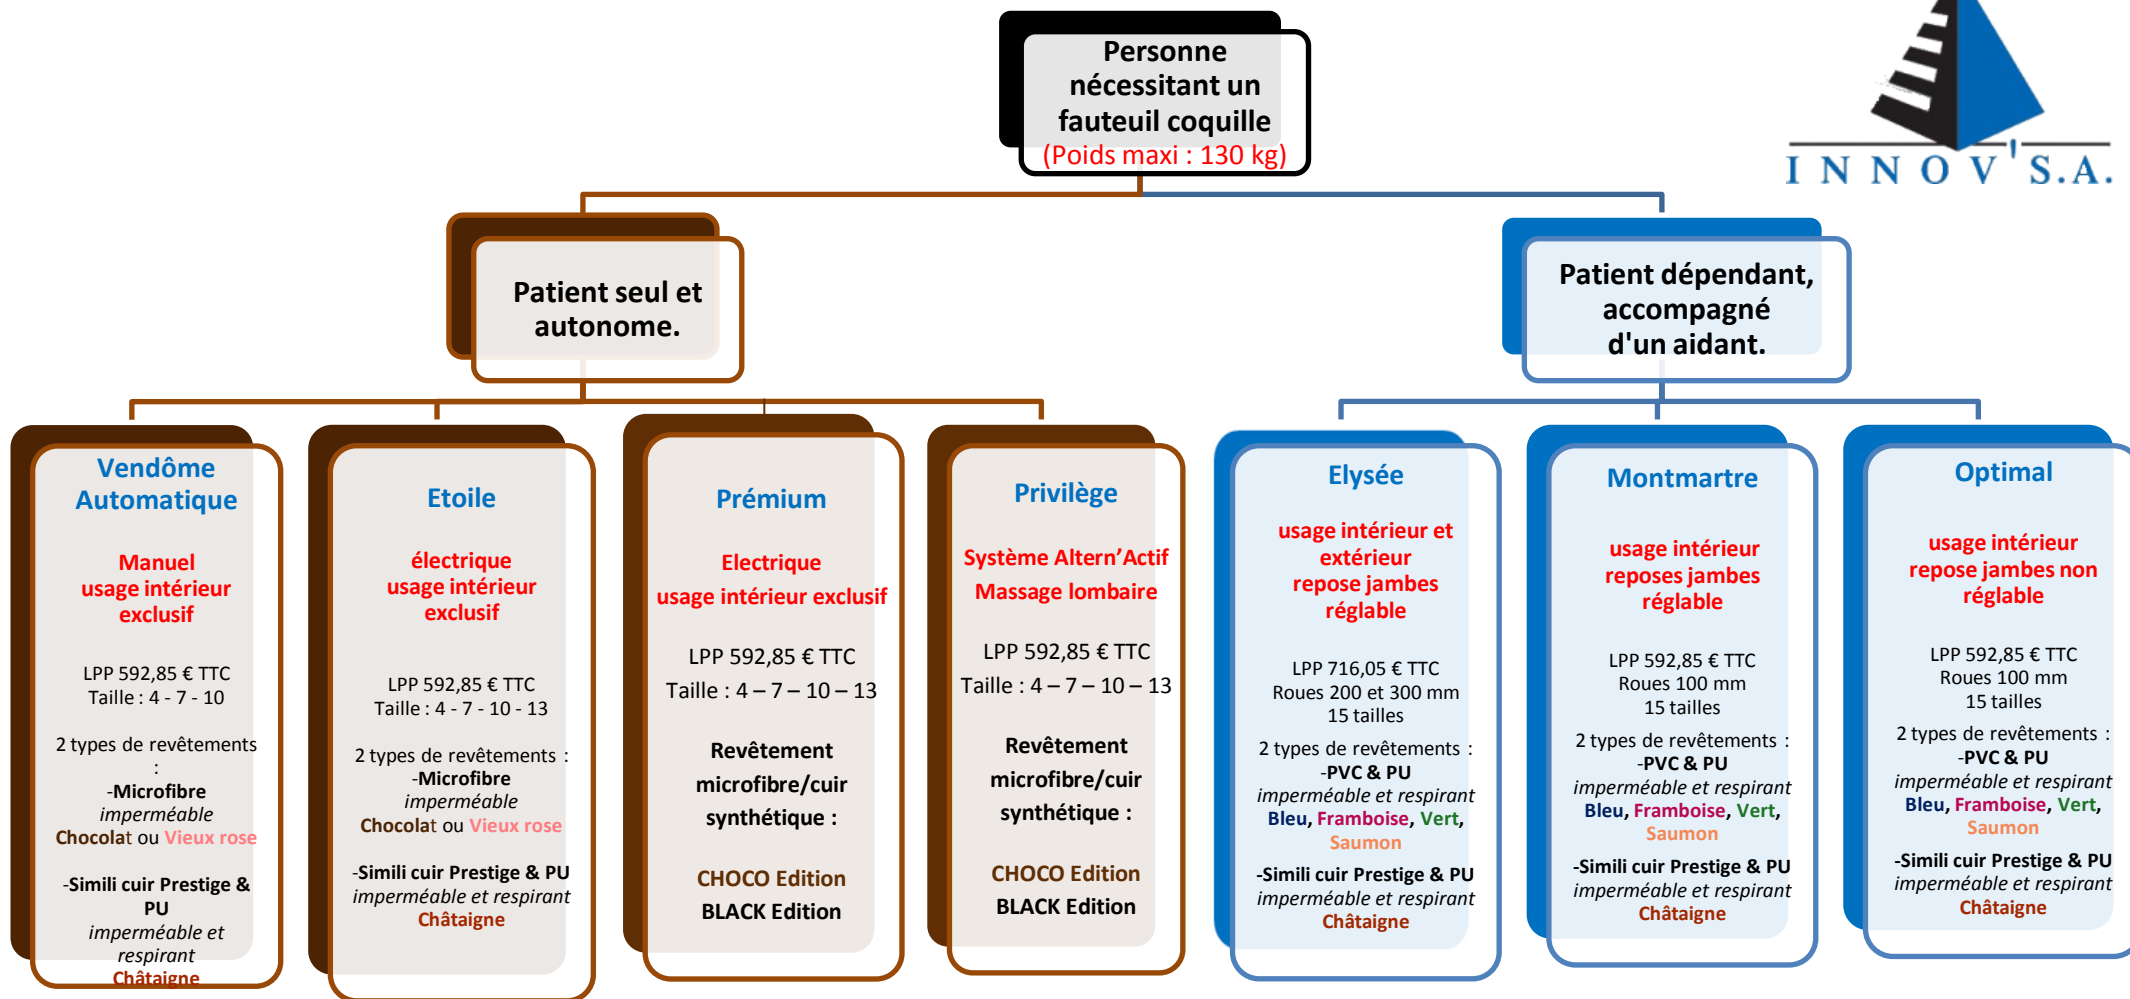 Personne
nécessitant un
fauteuil coquille
(Poids maxi : 130 kg)
INNOV'S.A.
Patient seul et
autonome.
Patient dépendant,
accompagné
d'un aidant.
Vendôme
Automatique
Manuel
usage intérieur
exclusif
LPP 592,85 € TTC
Taille : 4 - 7 - 10
2 types de revêtements
:
-Microfibre
imperméable
Chocolat ou Vieux rose
-Simili cuir Prestige &
PU
imperméable et
respirant
Châtaigne
Etoile
électrique
usage intérieur
exclusif
LPP 592,85 € TTC
Taille : 4 - 7 - 10 - 13
2 types de revêtements :
-Microfibre
imperméable
Chocolat ou Vieux rose
-Simili cuir Prestige & PU
imperméable et respirant
Châtaigne
Prémium
Electrique
usage intérieur exclusif
LPP 592,85 € TTC
Taille : 4 – 7 – 10 – 13
Revêtement
microfibre/cuir
synthétique :
CHOCO Edition
BLACK Edition
Privilège
Système Altern’Actif
Massage lombaire
LPP 592,85 € TTC
Taille : 4 – 7 – 10 – 13
Revêtement
microfibre/cuir
synthétique :
CHOCO Edition
BLACK Edition
Elysée
usage intérieur et
extérieur
repose jambes
réglable
LPP 716,05 € TTC
Roues 200 et 300 mm
15 tailles
2 types de revêtements :
-PVC & PU
imperméable et respirant
Bleu, Framboise, Vert,
Saumon
-Simili cuir Prestige & PU
imperméable et respirant
Châtaigne
Montmartre
usage intérieur
reposes jambes
réglable
LPP 592,85 € TTC
Roues 100 mm
15 tailles
2 types de revêtements :
-PVC & PU
imperméable et respirant
Bleu, Framboise, Vert,
Saumon
-Simili cuir Prestige & PU
imperméable et respirant
Châtaigne
Optimal
usage intérieur
repose jambes non
réglable
LPP 592,85 € TTC
Roues 100 mm
15 tailles
2 types de revêtements :
-PVC & PU
imperméable et respirant
Bleu, Framboise, Vert,
Saumon
-Simili cuir Prestige & PU
imperméable et respirant
Châtaigne